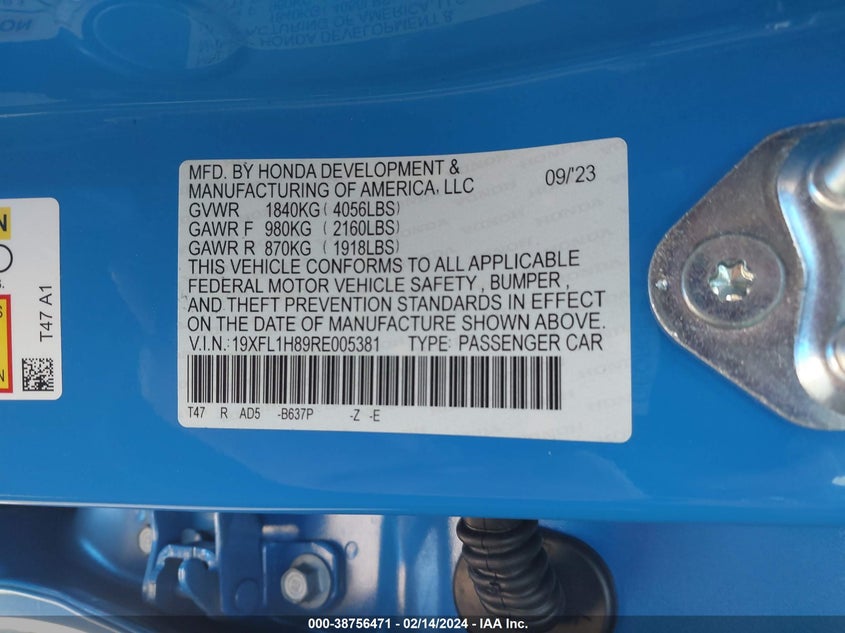 MFD. BY HONDA DEVELOPMENT &
MANUFACTURING OF AMERICA, LLC 09/'23
GVWR 1840KG( 4056LBS)
GAWR F 980KG ( 2160LBS)
GAWR R 870KG ( 1918LBS)
THIS VEHICLE CONFORMS TO ALL APPLICABLE
FEDERAL MOTOR VEHICLE SAFETY , BUMPER ,
AND THEFT PREVENTION STANDARDS IN EFFECT
ON THE DATE OF MANUFACTURE SHOWN ABOVE.
V.I.N.:19XFL1H89RE005381 TYPE: PASSENGER CAR
T47 R AD5 -B637P -Z -E
T47 A1
000-38756471 - 02/14/2024 - IAA Inc.